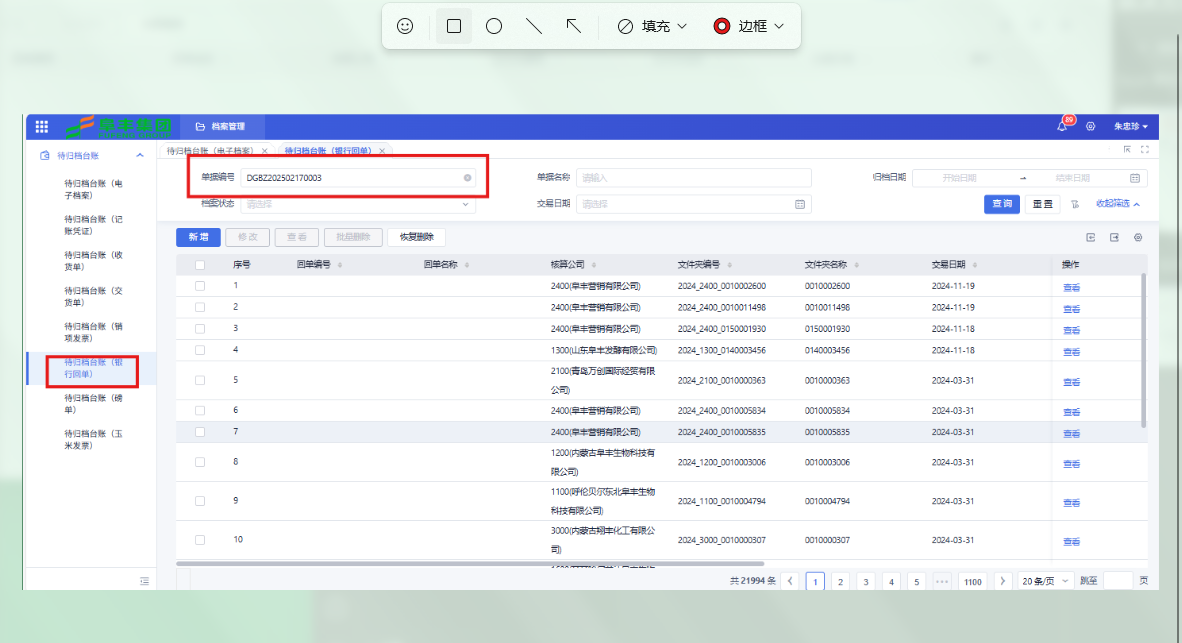 填充
边框
阜丰集团
档案管理
89
朱忠珍
待归档台账
待归档台账（电子档案）
待归档台账（银行回单）
待归档台账（电
子档案）
待归档台账（记
账凭证）
待归档台账（收
货单）
待归档台账（交
货单）
待归档台账（销
项发票）
待归档台账（银
行回单）
待归档台账（磅
单）
待归档台账（玉
米发票）
单据编号 DGBZ202502170003 单据名称 请输入 归档日期 开始日期 结束日期
档案状态 请选择 交易日期 请选择 查询 重置 收起筛选
新增 修改 查看 批量删除 恢复删除
序号 回单编号 回单名称 核算公司 文件夹编号 文件夹名称 交易日期 操作
1 2400(阜丰营销有限公司) 2024_2400_0010002600 0010002600 2024-11-19 查看
2 2400(阜丰营销有限公司) 2024_2400_0010011498 0010011498 2024-11-19 查看
3 2400(阜丰营销有限公司) 2024_2400_0150001930 0150001930 2024-11-18 查看
4 1300(山东阜丰发酵有限公司) 2024_1300_0140003456 0140003456 2024-11-18 查看
5 2100(青岛万创国际经贸有限
公司) 2024_2100_0010000363 0010000363 2024-03-31 查看
6 2400(阜丰营销有限公司) 2024_2400_0010005834 0010005834 2024-03-31 查看
7 2400(阜丰营销有限公司) 2024_2400_0010005835 0010005835 2024-03-31 查看
8 1200(内蒙古阜丰生物科技有
限公司) 2024_1200_0010003006 0010003006 2024-03-31 查看
9 1100(呼伦贝尔东北阜丰生物
科技有限公司) 2024_1100_0010004794 0010004794 2024-03-31 查看
10 3000(内蒙古翔丰化工有限公
司) 2024_3000_0010000307 0010000307 2024-03-31 查看
共 21994 条 1 2 3 4 5 ••• 1100 20 条/页 跳至 页